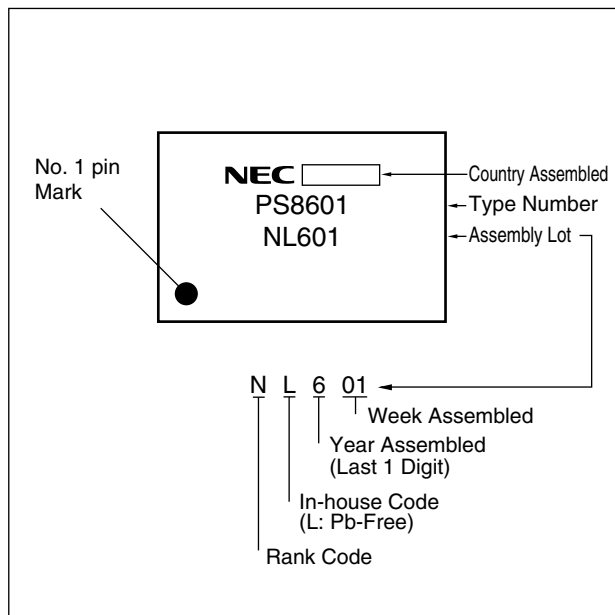 No. 1 pin
Mark
NEC
PS8601
NL601
Country Assembled
Type Number
Assembly Lot
N L 6 01
Week Assembled
Year Assembled
(Last 1 Digit)
In-house Code
(L: Pb-Free)
Rank Code